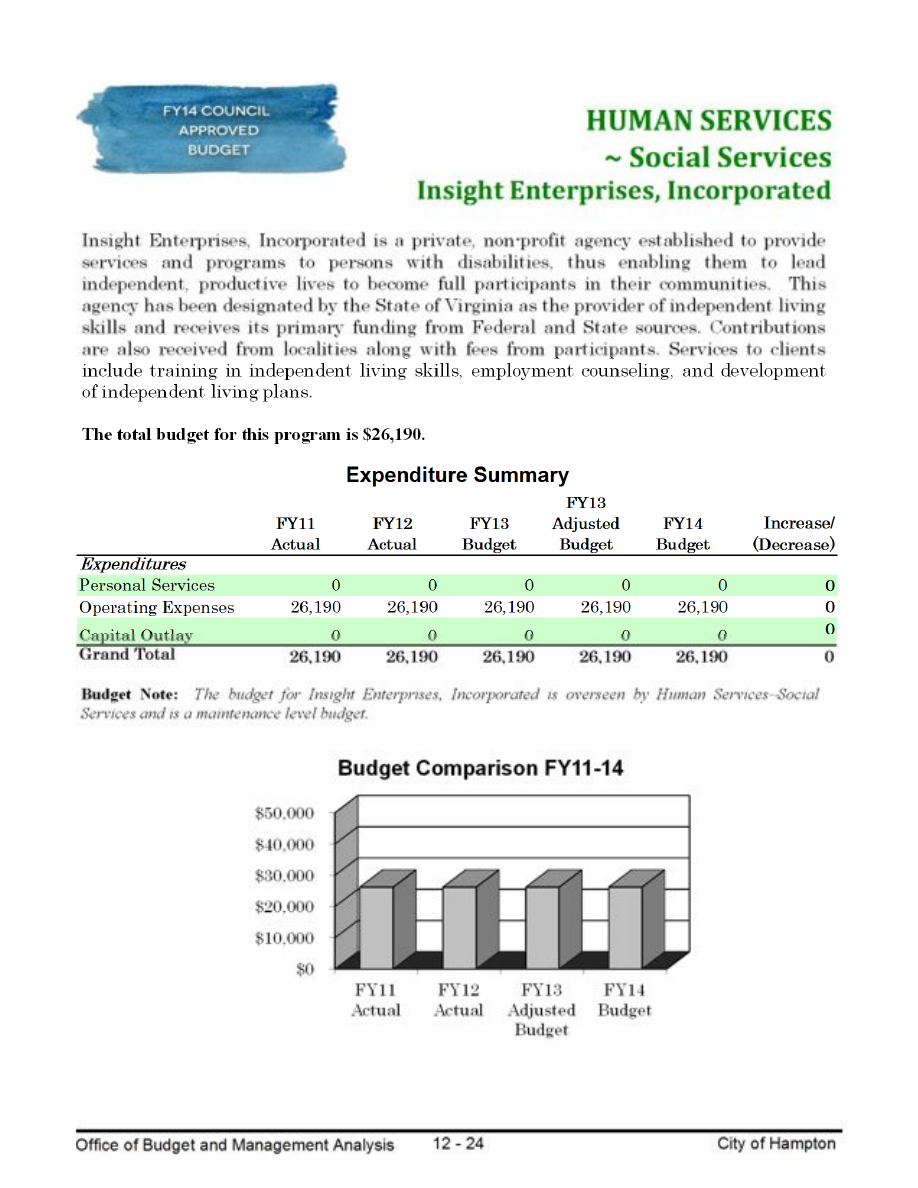 FY14 COUNCIL
APPROVED
BUDGET
HUMAN SERVICES
~ Social Services
Insight Enterprises, Incorporated
Insight Enterprises, Incorporated is a private, non-profit agency established to provide
services and programs to persons with disabilities, thus enabling them to lead
independent, productive lives to become full participants in their communities. This
agency has been designated by the State of Virginia as the provider of independent living
skills and receives its primary funding from Federal and State sources. Contributions
are also received from localities along with fees from participants. Services to clients
include training in independent living skills, employment counseling, and development
of independent living plans.
The total budget for this program is $26,190.
Expenditure Summary
FY13
FY11 FY12 FY13 Adjusted FY14 Increase/
Actual Actual Budget Budget Budget (Decrease)
Expenditures
Personal Services 0 0 0 0 0 0
Operating Expenses 26,190 26,190 26,190 26,190 26,190 0
Capital Outlay 0 0 0 0 0 0
Grand Total 26,190 26,190 26,190 26,190 26,190 0
Budget Note: The budget for Insight Enterprises, Incorporated is overseen by Human Services~Social
Services and is a maintenance level budget.
Budget Comparison FY11-14
$50,000
$40,000
$30,000
$20,000
$10,000
$0
FY11 FY12 FY13 FY14
Actual Actual Adjusted Budget
Budget
Office of Budget and Management Analysis 12 - 24 City of Hampton